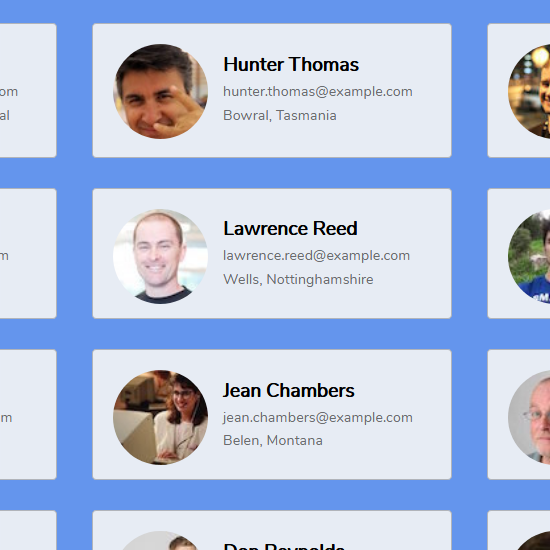 Hunter Thomas
om
hunter.thomas@example.com
al
Bowral, Tasmania
Lawrence Reed
m
lawrence.reed@example.com
Wells, Nottinghamshire
Jean Chambers
m
jean.chambers@example.com
Belen, Montana